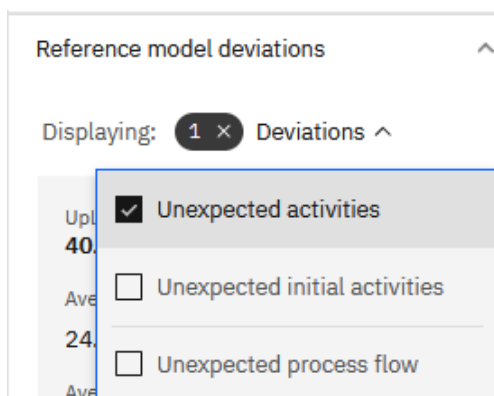 Reference model deviations
Displaying: 1 × Deviations
Unexpected activities
40.
Unexpected initial activities
24.
Unexpected process flow